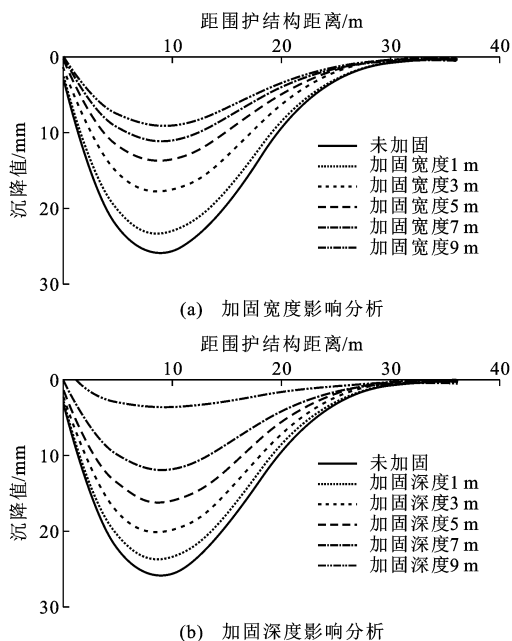 距围护结构距离/m
0 10 20 30 40
0
10
20
30
沉降值/mm
未加固
加固宽度1 m
加固宽度3 m
加固宽度5 m
加固宽度7 m
加固宽度9 m
(a) 加固宽度影响分析
距围护结构距离/m
0 10 20 30 40
10
20
30
沉降值/mm
未加固
加固深度1 m
加固深度3 m
加固深度5 m
加固深度7 m
加固深度9 m
(b) 加固深度影响分析